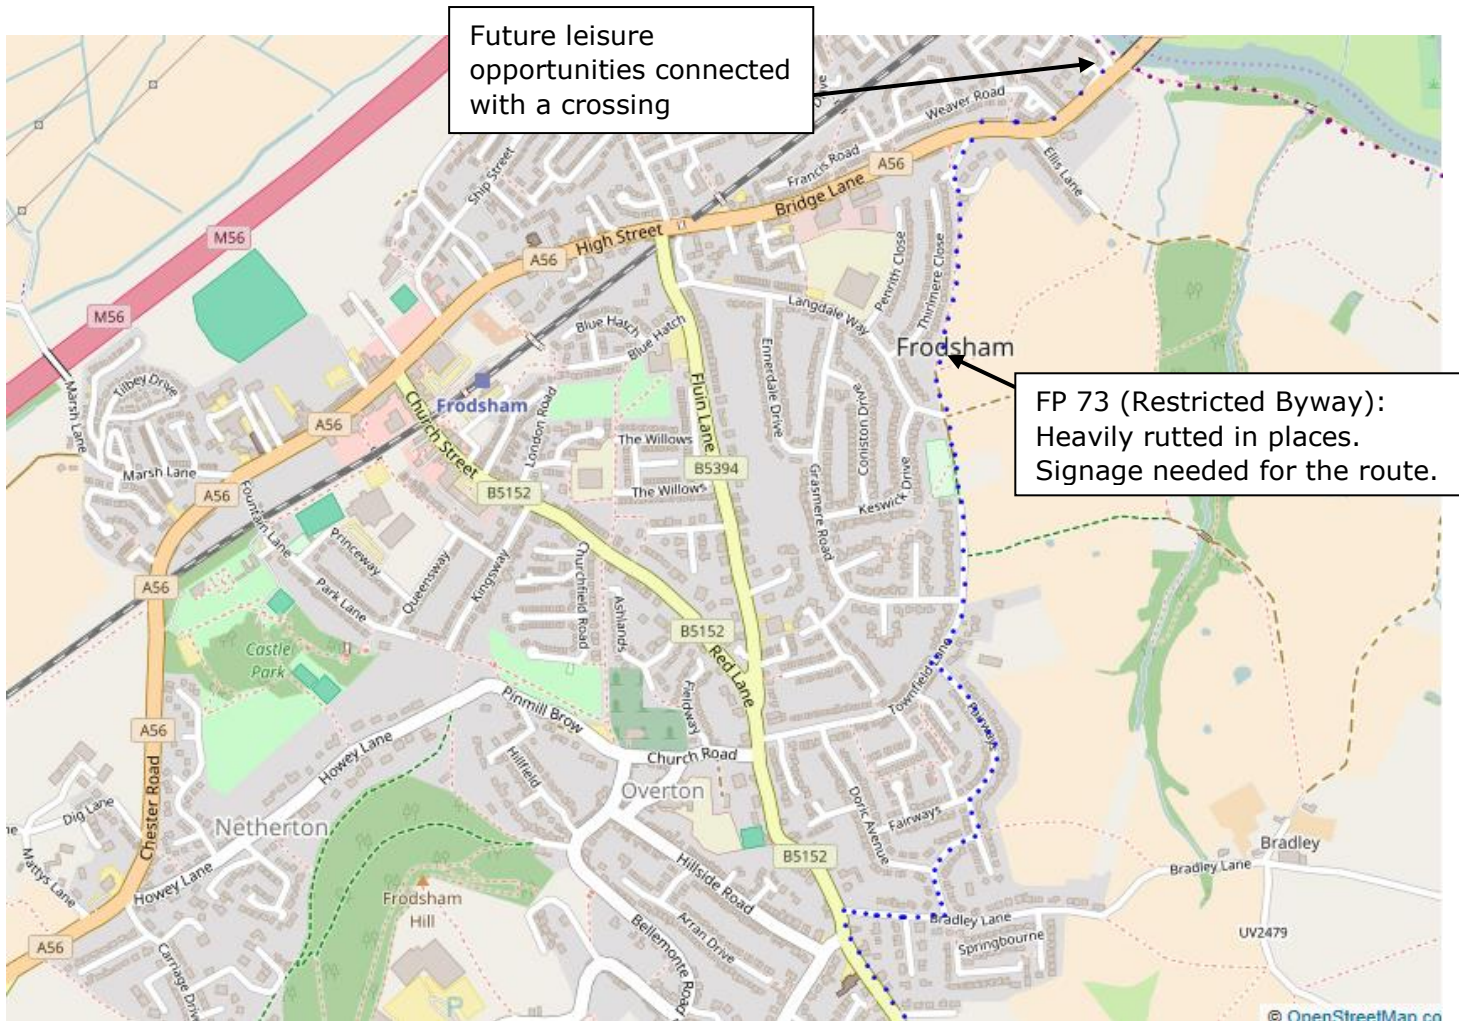 Future leisure
opportunities connected
with a crossing
Weaver Road
Ship Street
Francis Road
A56
Bridge Lane
Ellis Lane
M56
High Street
A56
Penrith Close
Thirlmere Close
Langdale Way
M56
Blue Hatch
Blue Hatch
Frodsham
FP 73 (Restricted Byway):
Heavily rutted in places.
Signage needed for the route.
Tilbey Drive
Marsh Lane
Frodsham
Church Street
London Road
Fluin Lane
Ennerdale Drive
Coniston Drive
A56
The Willows
B5394
Marsh Lane
A56
Fountain Lane
B5152
The Willows
Grasmere Road
Keswick Drive
Princeway
Queensway
Kingsway
Churchfield Road
A56
Park Lane
Ashlands
B5152
Castle
Park
Red Lane
Townfield Lane
Pinmill Brow
Fieldway
Fairways
A56
Howey Lane
Church Road
Hillfield
Overton
Dig Lane
Chester Road
Netherton
Doric Avenue
Fairways
Mattys Lane
B5152
Bradley
Howey Lane
Hillside Road
Bradley Lane
Frodsham
Hill
Arran Drive
Bradley Lane
A56
Carriage Drive
Bellemonte Road
Springbourne
UV2479
P
© OpenStreetMap.co